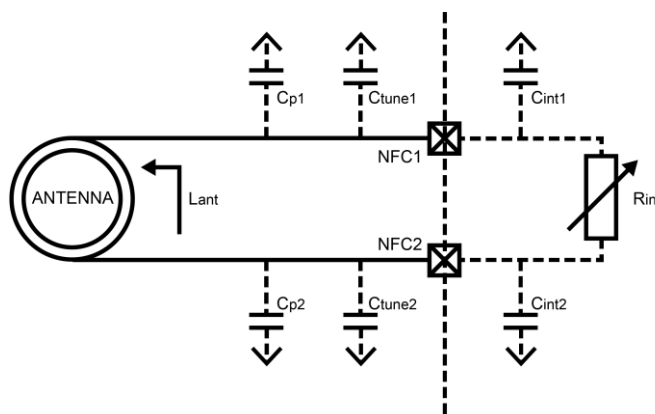 Cp1
Ctune1
Cint1
NFC1
ANTENNA
Lant
Rin
NFC2
Cp2
Ctune2
Cint2